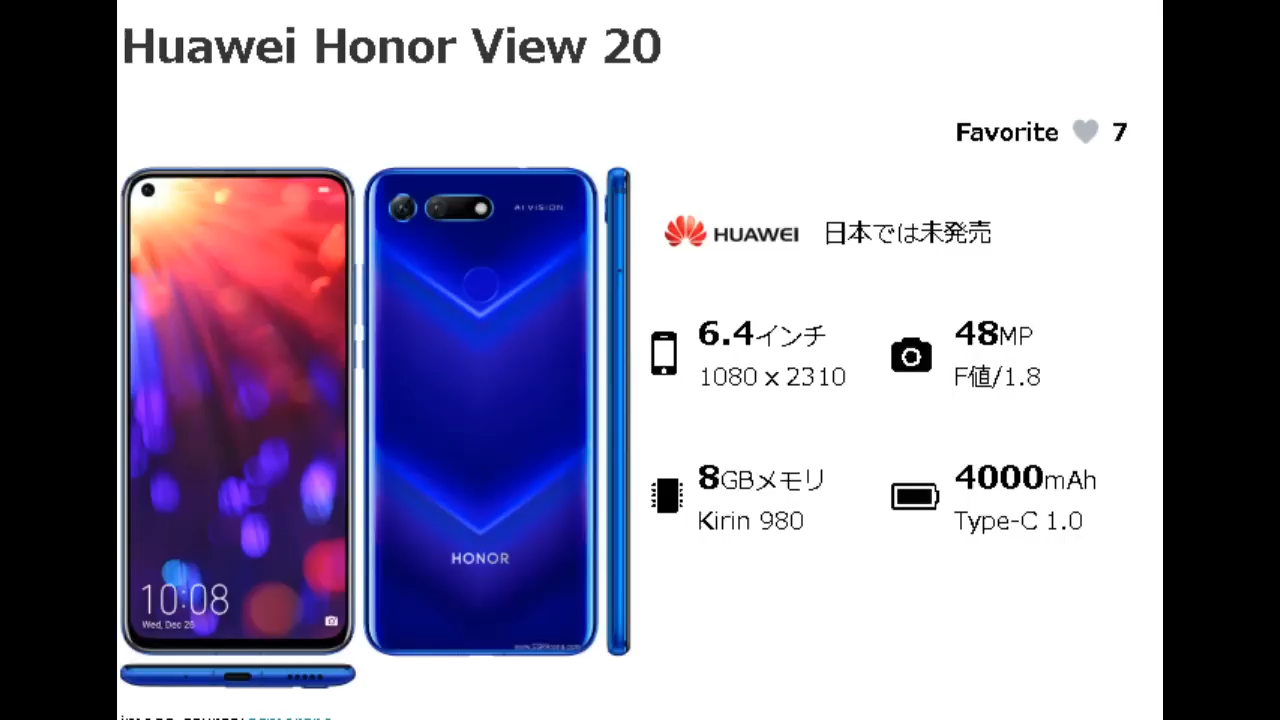 Huawei Honor View 20
Favorite 7
AI VISION
HUAWEI 日本では未発売
6.4インチ
1080 x 2310
48MP
F値/1.8
8GBメモリ
Kirin 980
4000mAh
Type-C 1.0
HONOR
10:08
Wed, Dec 26